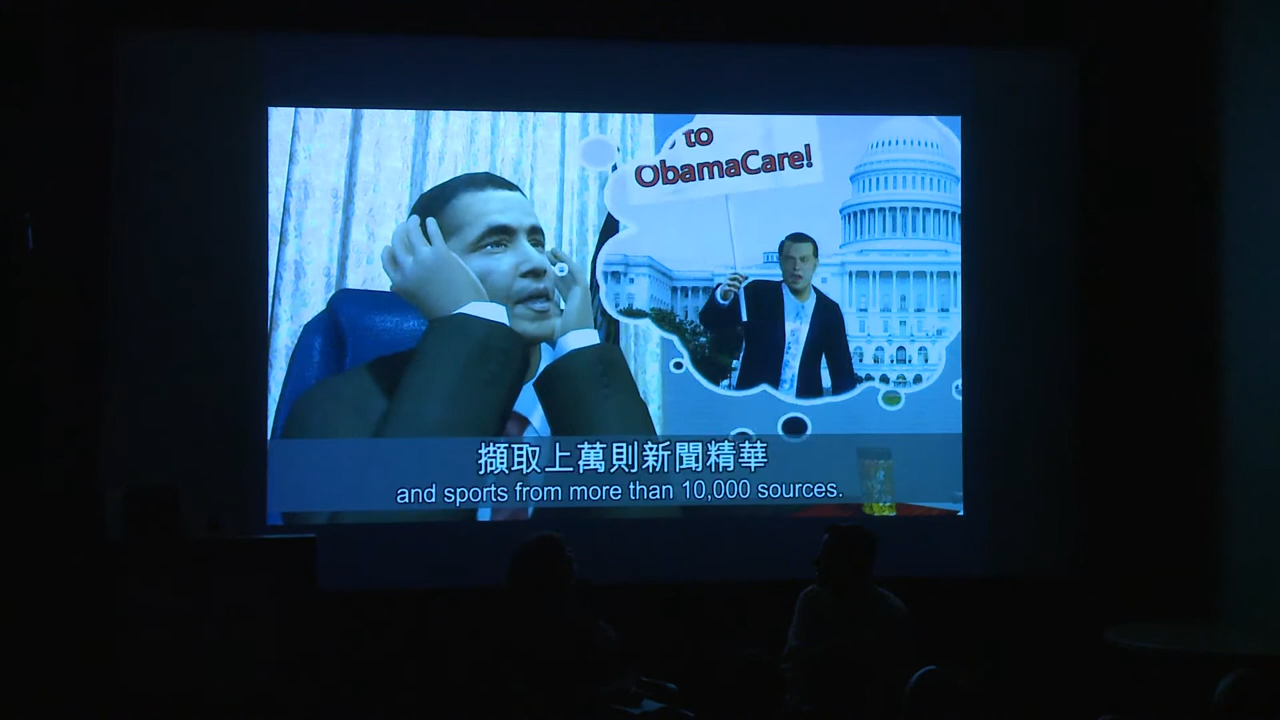 to
ObamaCare!
擷取上萬則新聞精華
and sports from more than 10,000 sources.